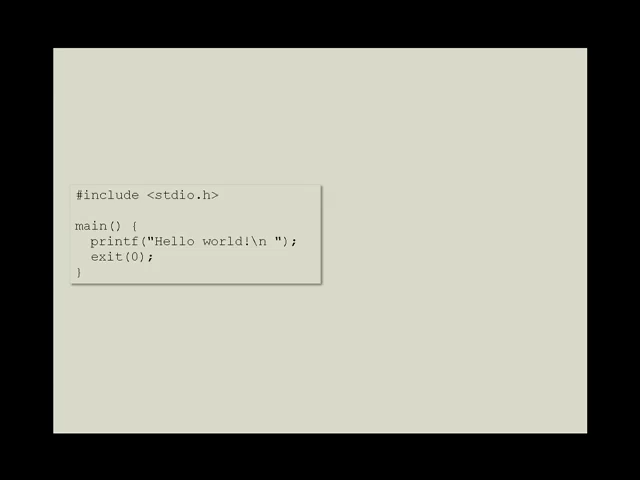 #include <stdio.h>
main() {
printf("Hello world!\n ");
exit(0);
}